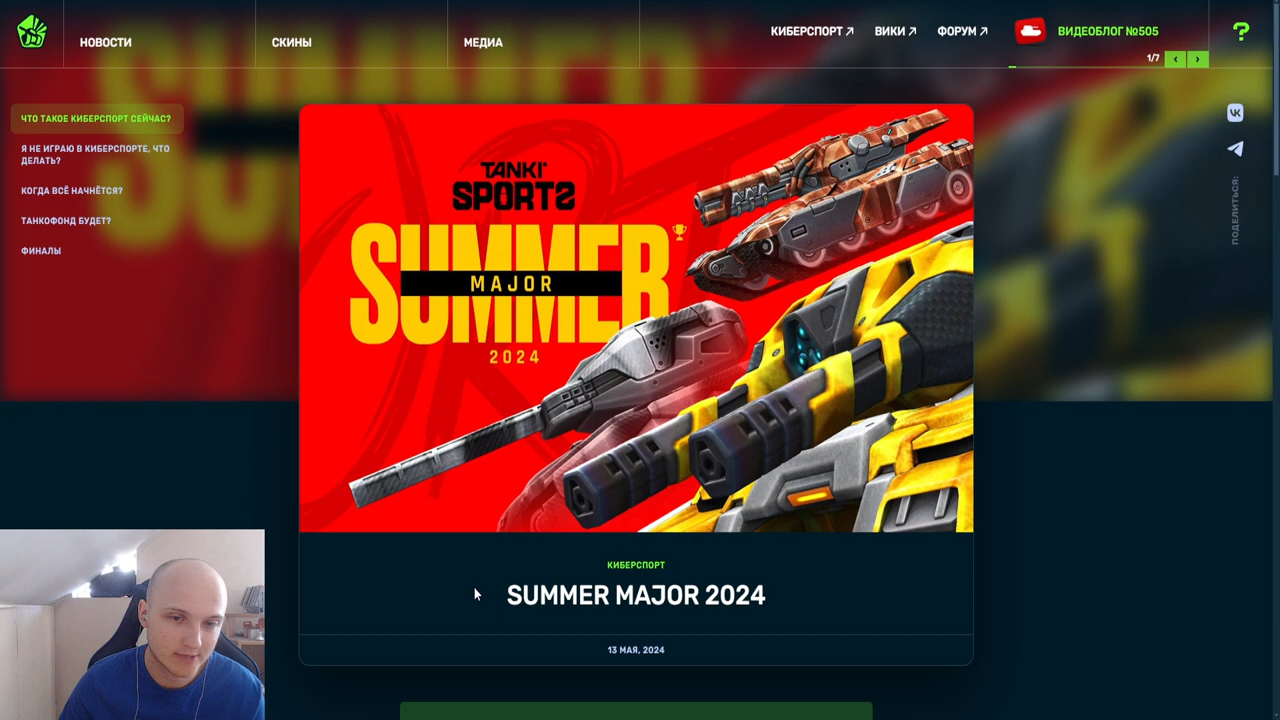 НОВОСТИ
СКИНЫ
МЕДИА
КИБЕРСПОРТ ↗
ВИКИ ↗
ФОРУМ ↗
ВИДЕОБЛОГ №505
?
1/7
‹ ›
ЧТО ТАКОЕ КИБЕРСПОРТ СЕЙЧАС?
Я НЕ ИГРАЮ В КИБЕРСПОРТЕ, ЧТО
ДЕЛАТЬ?
КОГДА ВСЁ НАЧНЁТСЯ?
ТАНКОФОНД БУДЕТ?
ФИНАЛЫ
TANKI
SPORTS
SUMMER
MAJOR
2024
ПОДЕЛИТЬСЯ:
КИБЕРСПОРТ
SUMMER MAJOR 2024
13 МАЯ, 2024